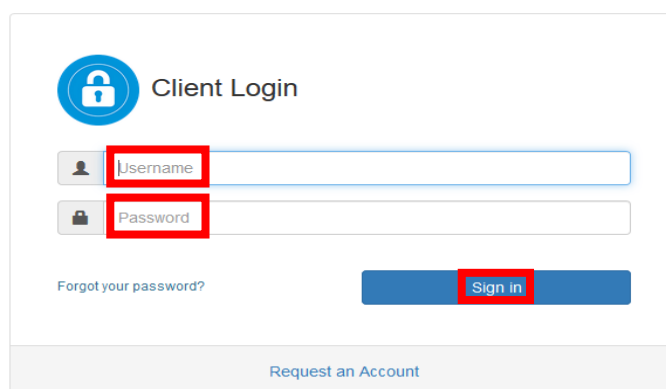 Client Login
Username
Password
Forgot your password?
Sign in
Request an Account